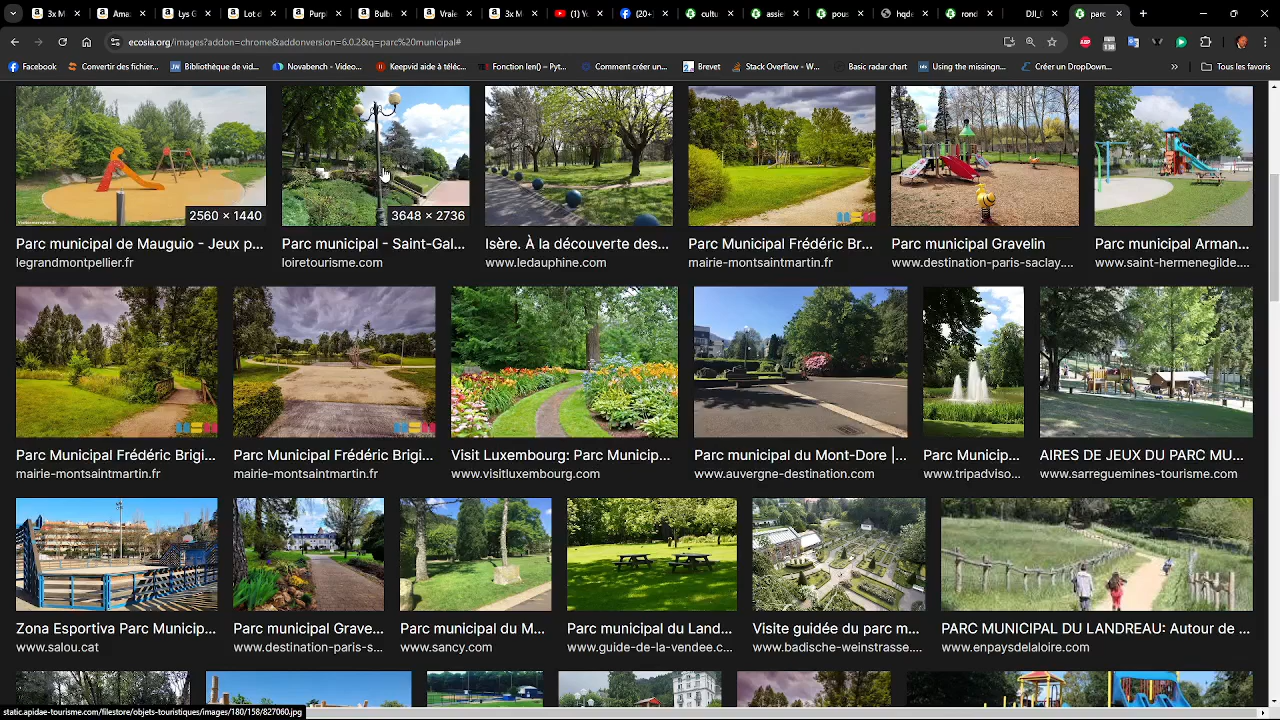 3x M
Ama
Lys G
Lot d
Purp
Bulb
Vraie
3x M
(1) Y
(20+
cultu
assie
pous
hqde
rond
DJI_0
parc
ecosia.org/images?addon=chrome&addonversion=6.0.2&q=parc%20municipal#
Facebook
Convertir des fichier...
Bibliothèque de vid...
Novabench - Video...
Keepvid aide à téléc...
Fonction len() – Pyt...
Comment créer un...
Brevet
Stack Overflow - W...
Basic radar chart
Using the missingn...
Créer un DropDown...
Tous les favoris
2560 × 1440
3648 × 2736
Parc municipal de Mauguio - Jeux p...
legrandmontpellier.fr
Parc municipal - Saint-Gal...
loiretourisme.com
Isère. À la découverte des...
www.ledauphine.com
Parc Municipal Frédéric Br...
mairie-montsaintmartin.fr
Parc municipal Gravelin
www.destination-paris-saclay....
Parc municipal Arman...
www.saint-hermenegilde....
Parc Municipal Frédéric Brigi...
mairie-montsaintmartin.fr
Parc Municipal Frédéric Brigi...
mairie-montsaintmartin.fr
Visit Luxembourg: Parc Municip...
www.visitluxembourg.com
Parc municipal du Mont-Dore |...
www.auvergne-destination.com
Parc Municip...
www.tripadviso...
AIRES DE JEUX DU PARC MU...
www.sarreguemines-tourisme.com
Zona Esportiva Parc Municip...
www.salou.cat
Parc municipal Grave...
www.destination-paris-s...
Parc municipal du M...
www.sancy.com
Parc municipal du Land...
www.guide-de-la-vendee.c...
Visite guidée du parc m...
www.badische-weinstrasse....
PARC MUNICIPAL DU LANDREAU: Autour de ...
www.enpaysdelaloire.com
static.apidae-tourisme.com/filestore/objets-touristiques/images/180/158/827060.jpg